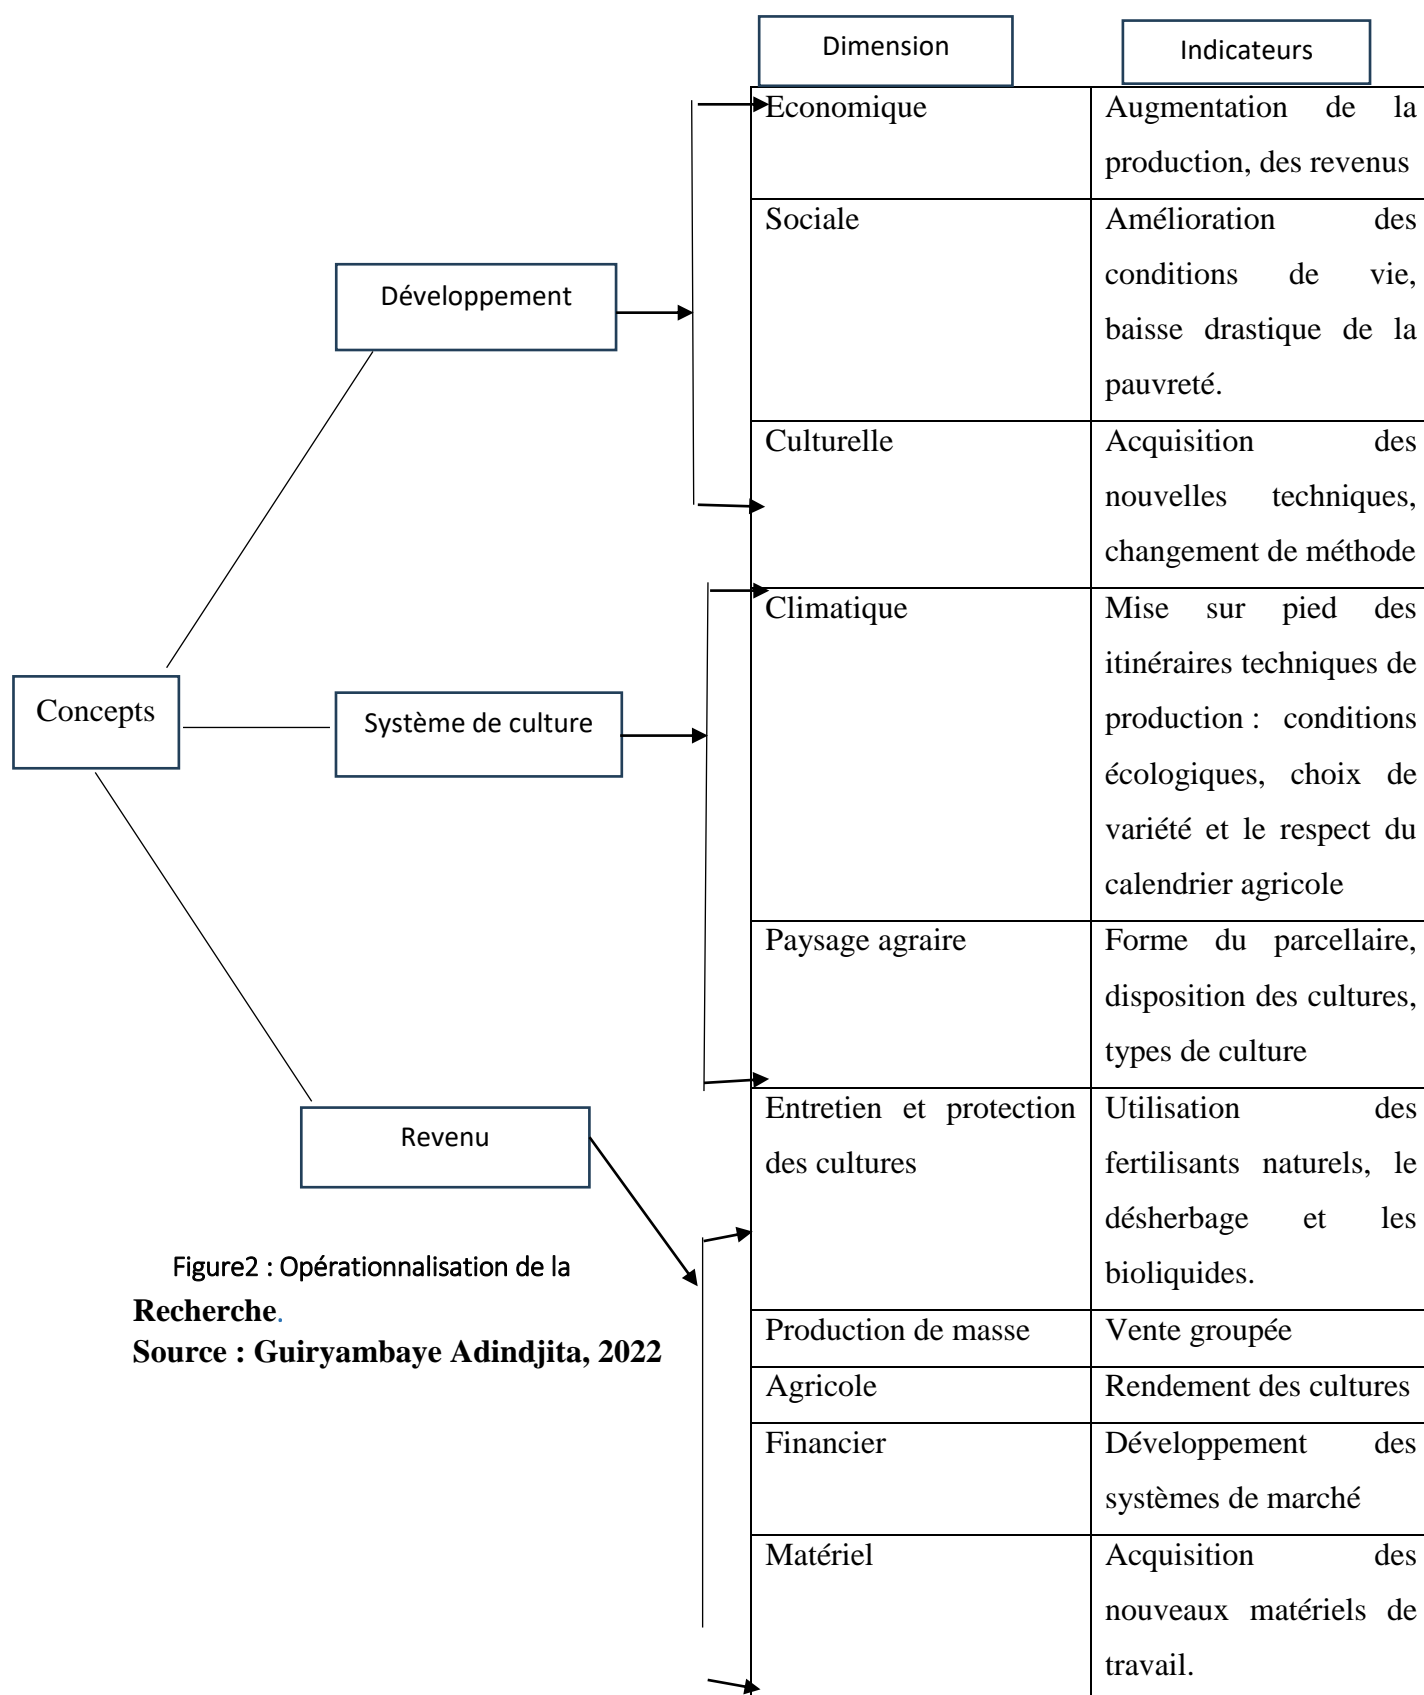 Dimension
Indicateurs
Economique
Augmentation de la
production, des revenus
Sociale
Amélioration des
conditions de vie,
baisse drastique de la
pauvreté.
Développement
Culturelle
Acquisition des
nouvelles techniques,
changement de méthode
Climatique
Mise sur pied des
itinéraires techniques de
production : conditions
écologiques, choix de
variété et le respect du
calendrier agricole
Concepts
Système de culture
Paysage agraire
Forme du parcellaire,
disposition des cultures,
types de culture
Entretien et protection
des cultures
Utilisation des
fertilisants naturels, le
désherbage et les
bioliquides.
Revenu
Production de masse
Vente groupée
Agricole
Rendement des cultures
Financier
Développement des
systèmes de marché
Matériel
Acquisition des
nouveaux matériels de
travail.
Figure2 : Opérationnalisation de la
Recherche.
Source : Guiryambaye Adindjita, 2022